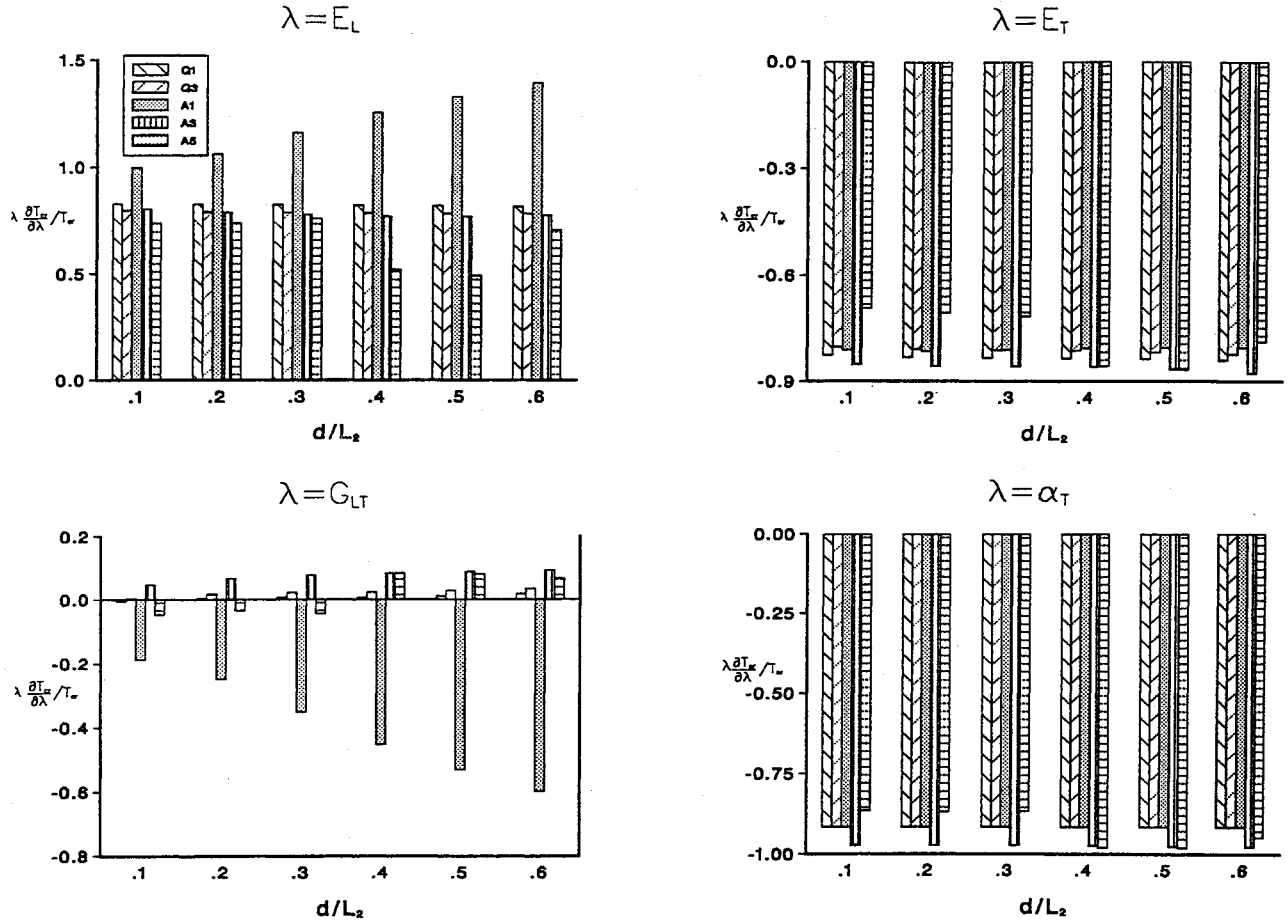 λ=E_L
1.5
1.0
0.5
0.0
Q1
Q3
A1
A3
A5
λ ∂T_cr/∂λ /T_cr
.1 .2 .3 .4 .5 .6
d/L₂
λ=E_T
0.0
-0.3
-0.6
-0.9
λ ∂T_cr/∂λ /T_cr
.1 .2 .3 .4 .5 .6
d/L₂
λ=G_LT
0.2
0.0
-0.2
-0.4
-0.6
-0.8
λ ∂T_cr/∂λ /T_cr
.1 .2 .3 .4 .5 .6
d/L₂
λ=α_T
0.00
-0.25
-0.50
-0.75
-1.00
λ ∂T_cr/∂λ /T_cr
.1 .2 .3 .4 .5 .6
d/L₂